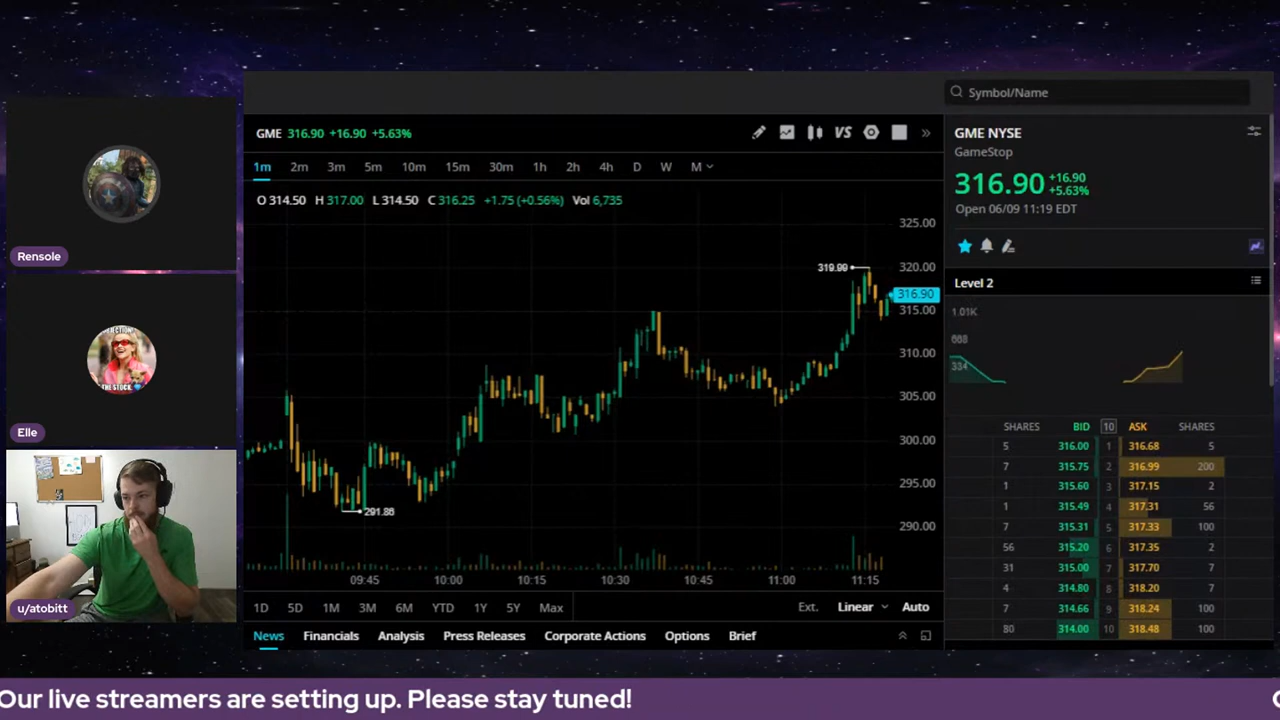 Symbol/Name
GME 316.90 +16.90 +5.63%
VS
GME NYSE
GameStop
1m 2m 3m 5m 10m 15m 30m 1h 2h 4h D W M
316.90 +16.90 +5.63%
O 314.50 H 317.00 L 314.50 C 316.25 +1.75 (+0.56%) Vol 6,735
Open 06/09 11:19 EDT
325.00
Rensole
319.99
320.00
316.90
315.00
310.00
305.00
300.00
295.00
290.00
291.86
Level 2
1.01K
668
334
THE STOCK
Elle
SHARES BID 10 ASK SHARES
5 316.00 1 316.68 5
7 315.75 2 316.99 200
1 315.60 3 317.15 2
1 315.49 4 317.31 56
7 315.31 5 317.33 100
56 315.20 6 317.35 2
31 315.00 7 317.70 7
4 314.80 8 318.20 7
7 314.66 9 318.24 100
80 314.00 10 318.48 100
09:45 10:00 10:15 10:30 10:45 11:00 11:15
u/atobitt
1D 5D 1M 3M 6M YTD 1Y 5Y Max Ext. Linear Auto
News Financials Analysis Press Releases Corporate Actions Options Brief
Our live streamers are setting up. Please stay tuned!